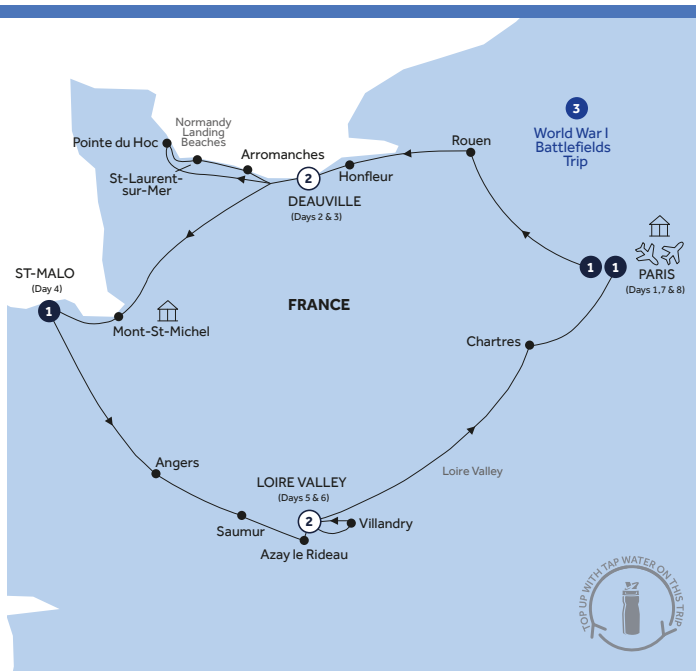 3
World War I
Battlefields
Trip
Normandy
Landing
Beaches
Pointe du Hoc
St-Laurent-
sur-Mer
Arromanches
2
DEAUVILLE
(Days 2 & 3)
Honfleur
Rouen
1
1
PARIS
(Days 1,7 & 8)
ST-MALO
(Day 4)
1
Mont-St-Michel
FRANCE
Chartres
Angers
LOIRE VALLEY
(Days 5 & 6)
2
Loire Valley
Saumur
Villandry
Azay le Rideau
TOP UP WITH TAP WATER ON THIS TRIP